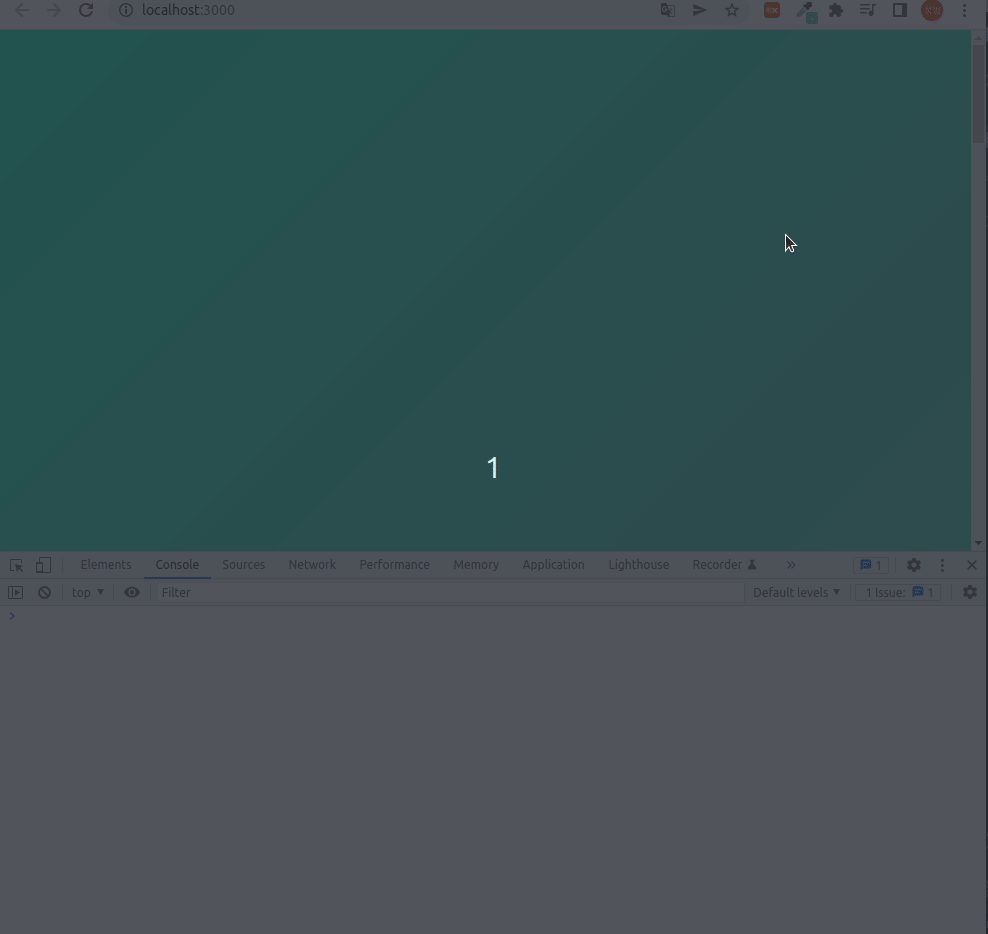 localhost:3000
1
Elements Console Sources Network Performance Memory Application Lighthouse Recorder » 1
top Filter Default levels 1 Issue: 1